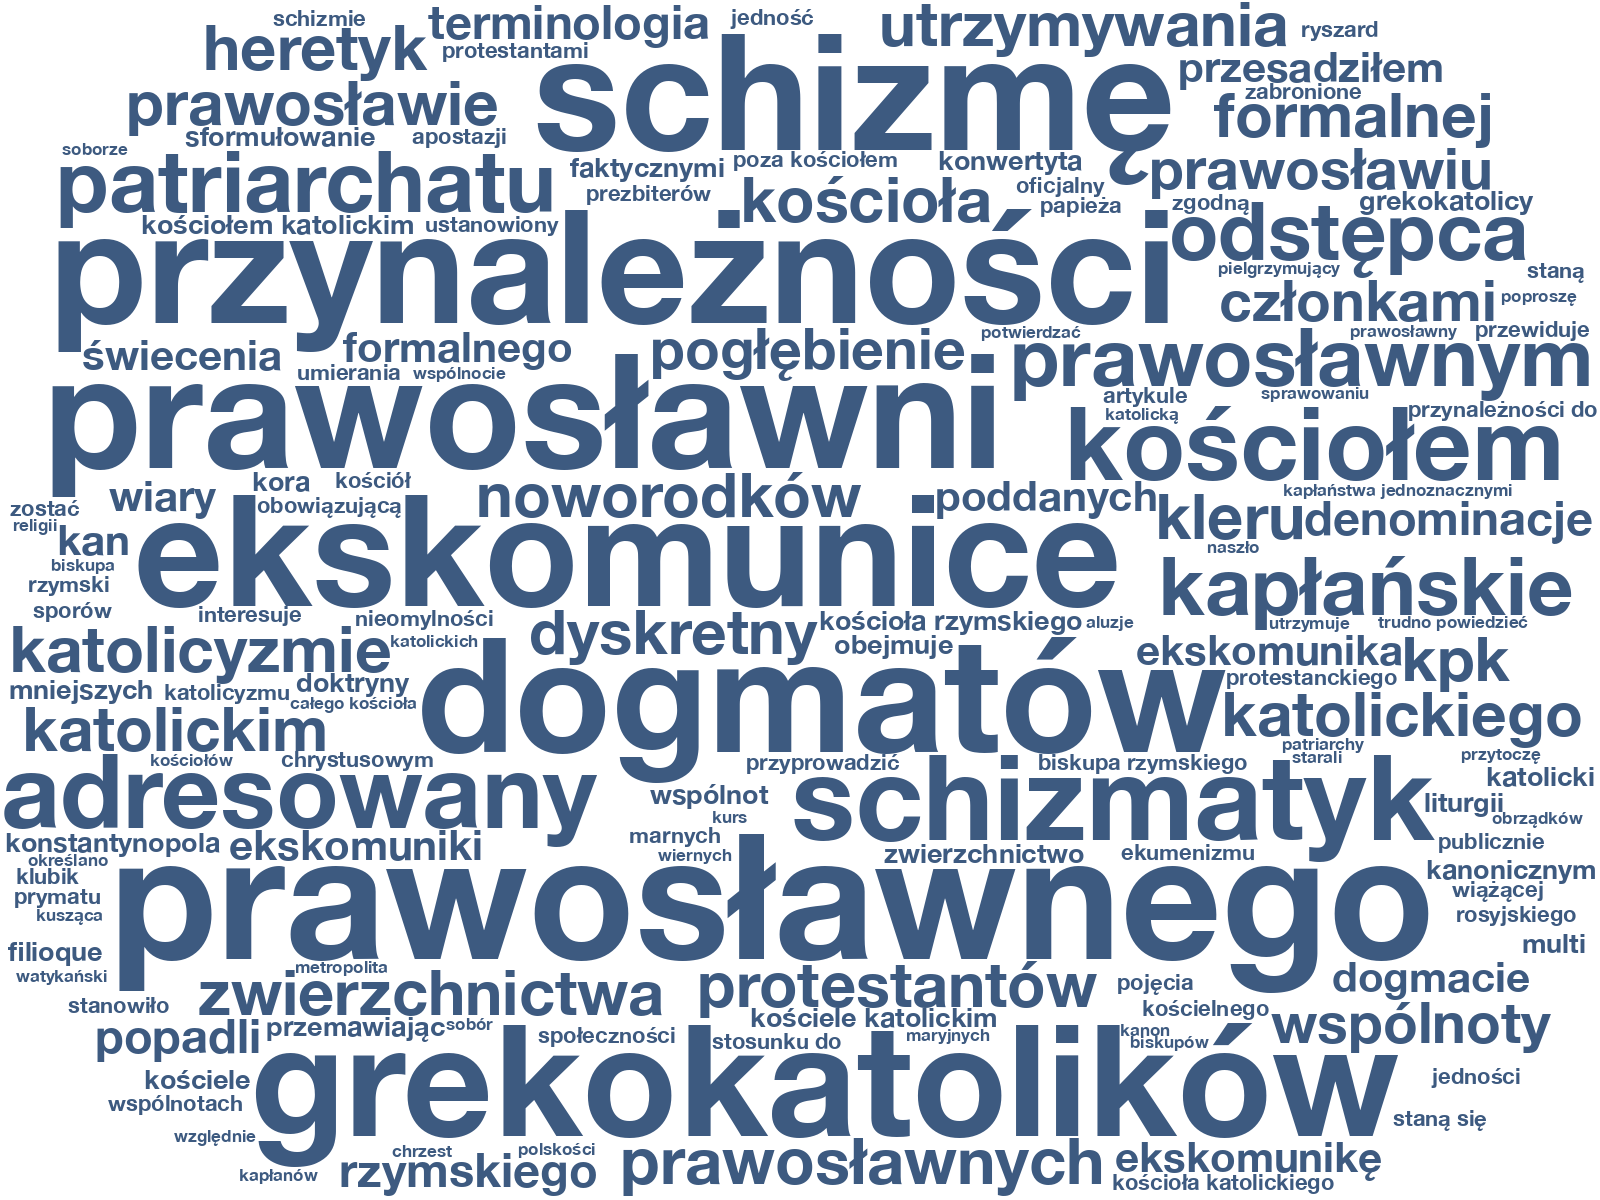 schizmie
terminologia
jedność
utrzymywania
ryszard
heretyk
protestantami
schizmę
przesadziłem
zabronione
prawosławie
formalnej
sformułowanie
apostazji
soborze
patriarchatu
faktycznymi
poza kościołem
konwertyta
prawosławiu
prezbiterów
kościoła
oficjalny
papieża
zgodną
grekokatolicy
kościołem katolickim
ustanowiony
odstępca
przynależności
pielgrzymujący
staną
członkami
poproszę
świecenia
formalnego
pogłębienie
potwierdzać
prawosławny
przewiduje
umierania
wspólnocie
prawosławnym
prawosławni
artykule
sprawowaniu
katolicką
przynależności do
kościołem
wiary
kora
kościół
noworodków
poddanych
kapłaństwa jednoznacznymi
zostać
obowiązującą
religii
kan
ekskomunice
kleru
denominacje
naszło
biskupa
rzymski
kapłańskie
sporów
interesuje
nieomylności
dyskretny
kościoła rzymskiego
aluzje
utrzymuje
trudno powiedzieć
katolicyzmie
katolickich
obejmuje
ekskomunika
kpk
mniejszych
katolicyzmu
doktryny
dogmatów
protestanckiego
całego kościoła
katolickim
katolickiego
kościołów
chrystusowym
przyprowadzić
biskupa rzymskiego
patriarchy
starali
przytoczę
adresowany
wspólnot
schizmatyk
katolicki
kurs
liturgii
obrządków
konstantynopola
ekskomuniki
marnych
publicznie
określano
wiernych
zwierzchnictwo
ekumenizmu
klubik
prawosławnego
kanonicznym
prymatu
wiążącej
kusząca
rosyjskiego
filioque
multi
watykański
metropolita
zwierzchnictwa
protestantów
pojęcia
dogmacie
stanowiło
kościelnego
popadli
przemawiając
sobór
społeczności
kościele katolickim
stosunku do
maryjnych
kanon
biskupów
wspólnoty
kościele
grekokatolików
jedności
wspólnotach
staną się
względnie
chrzest
polskości
kapłanów
rzymskiego
prawosławnych
ekskomunikę
kościoła katolickiego